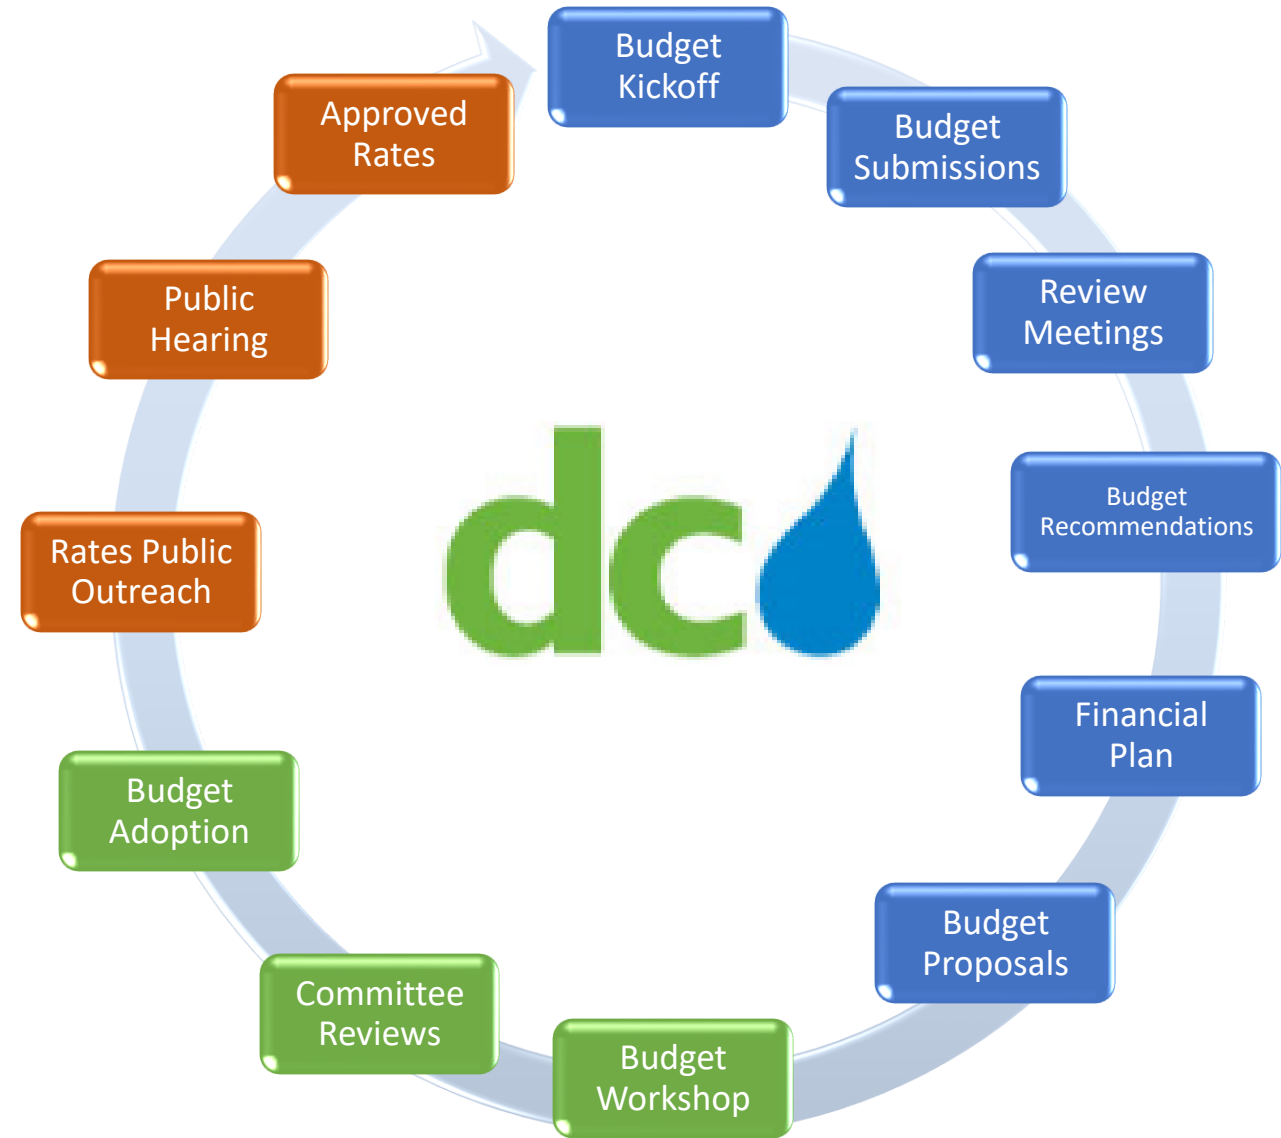 Budget
Kickoff
Budget
Submissions
Review
Meetings
Budget
Recommendations
Financial
Plan
Budget
Proposals
Budget
Workshop
Committee
Reviews
Budget
Adoption
Rates Public
Outreach
Public
Hearing
Approved
Rates
dc